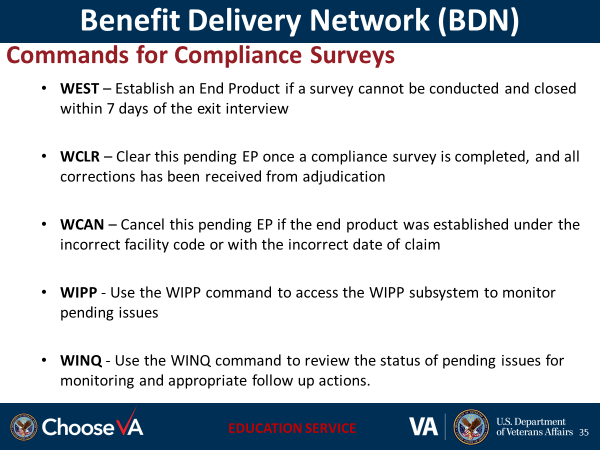 Benefit Delivery Network (BDN)
Commands for Compliance Surveys
• WEST – Establish an End Product if a survey cannot be conducted and closed
within 7 days of the exit interview
• WCLR – Clear this pending EP once a compliance survey is completed, and all
corrections has been received from adjudication
• WCAN – Cancel this pending EP if the end product was established under the
incorrect facility code or with the incorrect date of claim
• WIPP - Use the WIPP command to access the WIPP subsystem to monitor
pending issues
• WINQ - Use the WINQ command to review the status of pending issues for
monitoring and appropriate follow up actions.
Choose VA
EDUCATION SERVICE
VA
U.S. Department
of Veterans Affairs
35